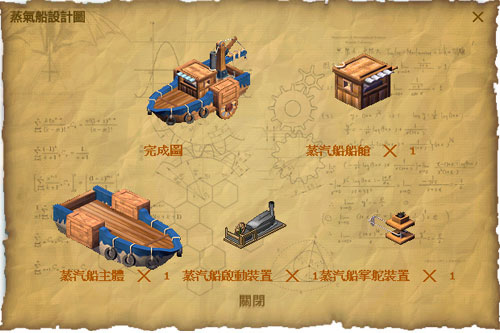 蒸氣船設計圖
完成圖
蒸汽船船艙 × 1
蒸汽船主體 × 1 蒸汽船啟動裝置 × 1 蒸汽船掌舵裝置 × 1
關閉